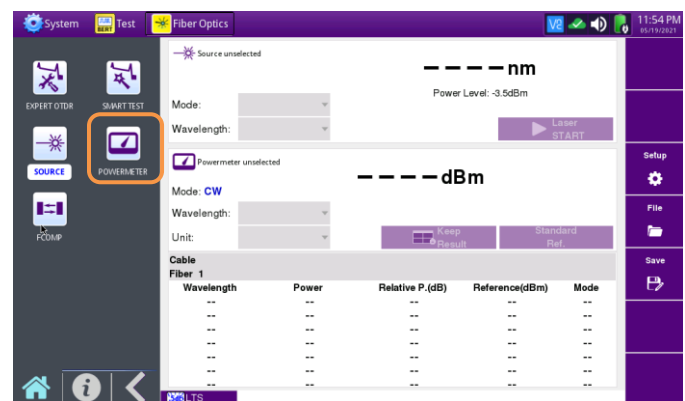 System
Test
Fiber Optics
V2
11:54 PM
05/19/2021
EXPERT OTDR
SMART TEST
SOURCE
POWERMETER
FCOMP
Source unselected
----nm
Power Level: -3.5dBm
Mode:
Wavelength:
Laser
START
Powermeter unselected
----dBm
Mode: CW
Wavelength:
Unit:
Keep
Result
Standard
Ref.
Cable
Fiber 1
Wavelength Power Relative P.(dB) Reference(dBm) Mode
-- -- -- -- --
-- -- -- -- --
-- -- -- -- --
-- -- -- -- --
-- -- -- -- --
-- -- -- -- --
-- -- -- -- --
LTS
Setup
File
Save